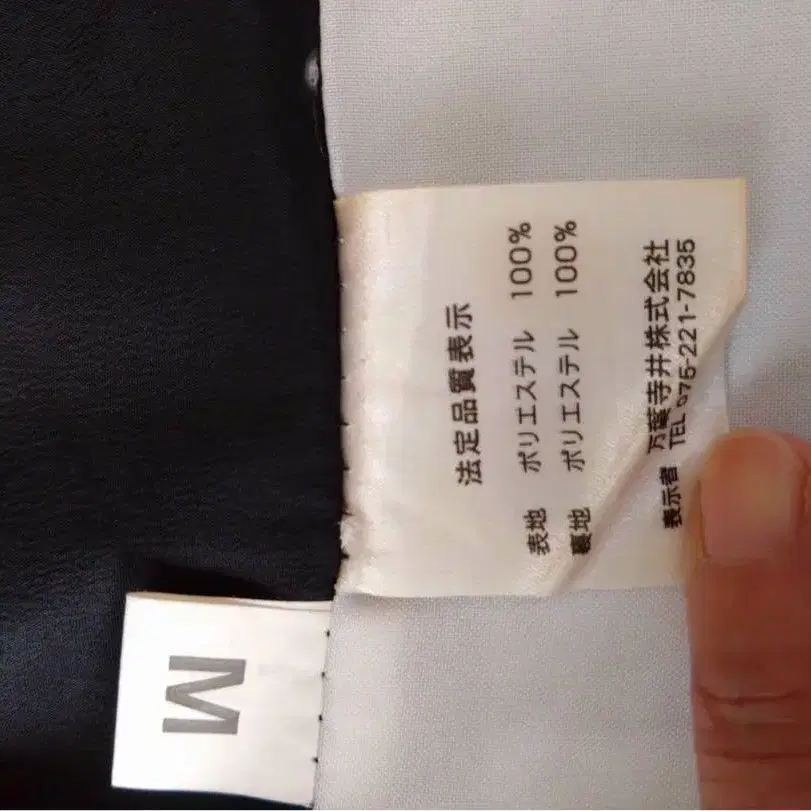 法定品質表示
表地 ポリエステル 100%
裏地 ポリエステル 100%
表示者 万葉寺井株式会社
TEL 075-221-7835
M